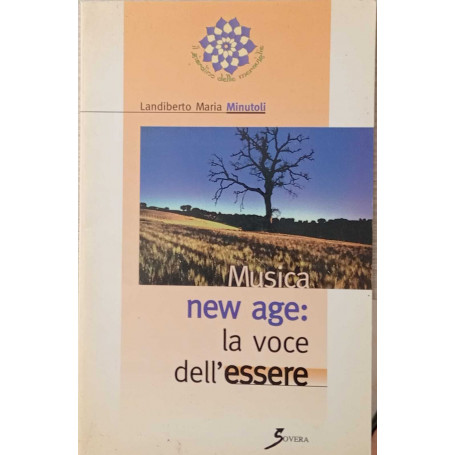 il giardino delle meraviglie
Landiberto Maria Minutoli
Musica
new age:
la voce
dell'essere
SOVERA